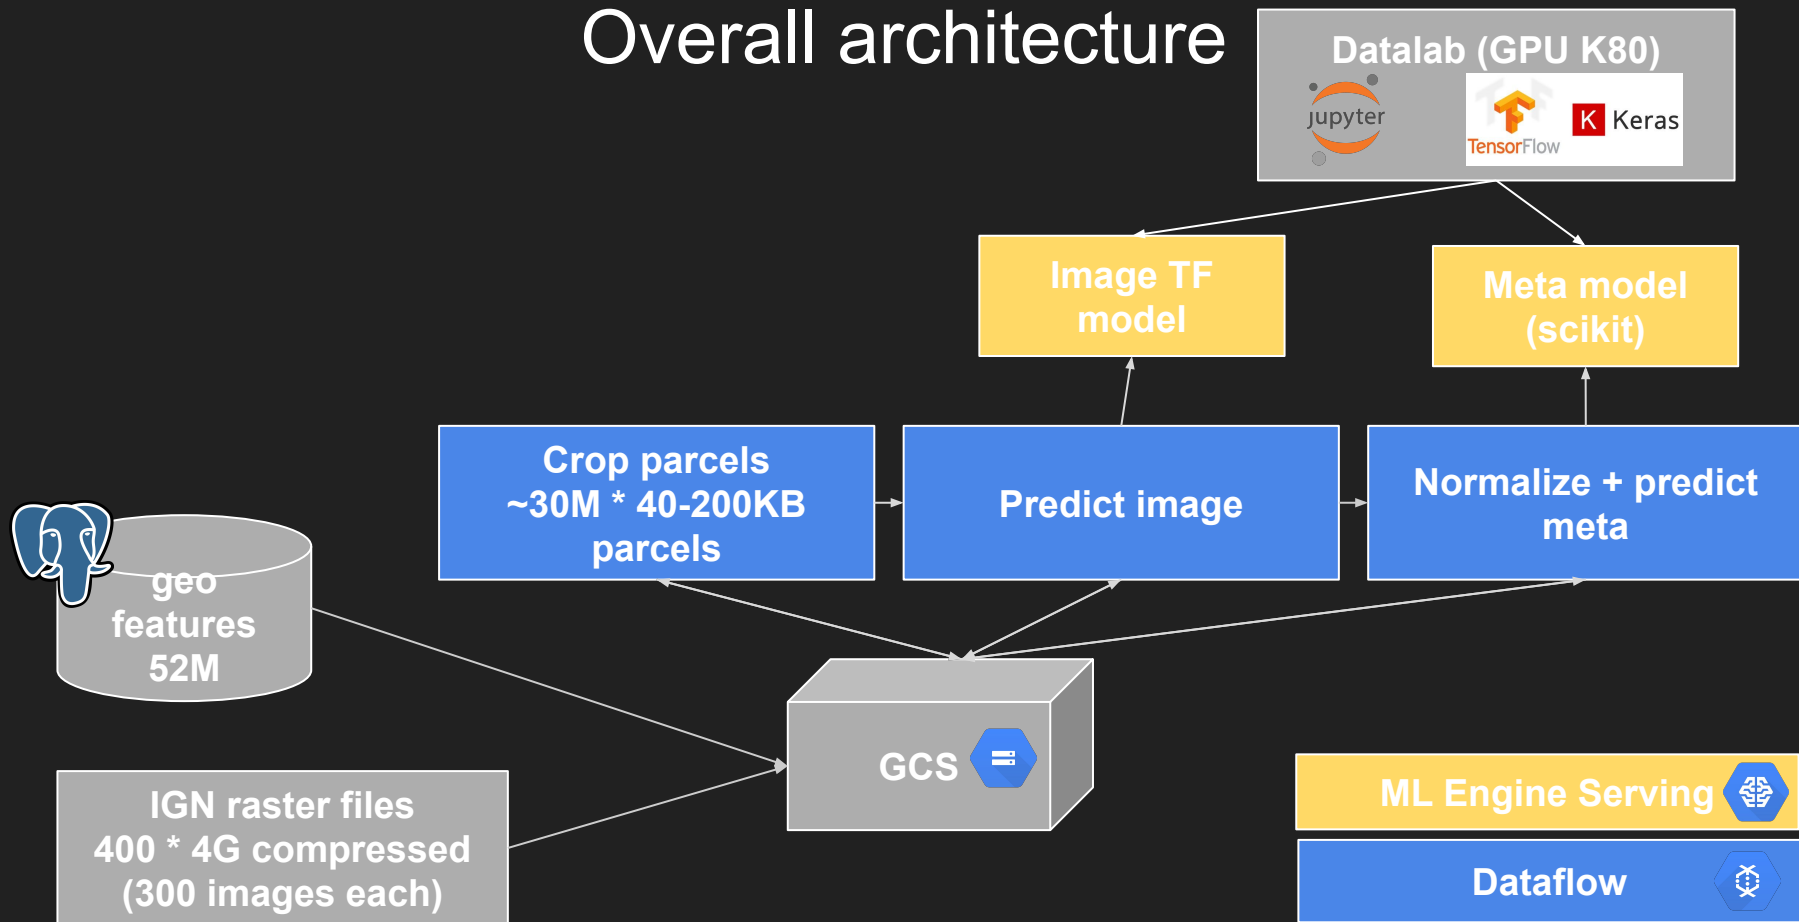 Overall architecture
Datalab (GPU K80)
jupyter
TensorFlow
K Keras
Image TF
model
Meta model
(scikit)
Crop parcels
~30M * 40-200KB
parcels
Predict image
Normalize + predict
meta
geo
features
52M
GCS
IGN raster files
400 * 4G compressed
(300 images each)
ML Engine Serving
Dataflow